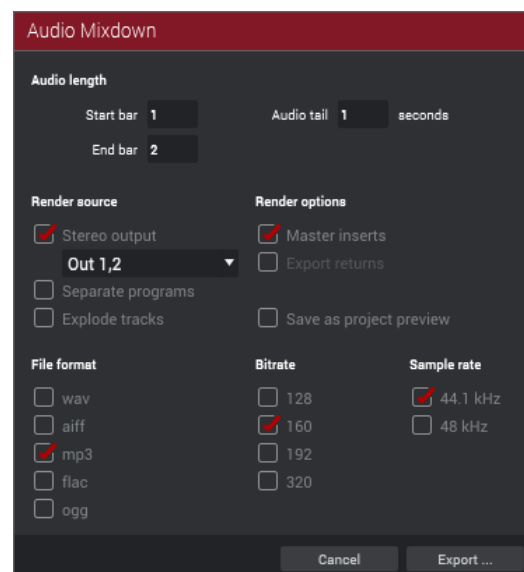 Audio Mixdown
Audio length
Start bar 1 Audio tail 1 seconds
End bar 2
Render source Render options
Stereo output Master inserts
Out 1,2 Export returns
Separate programs
Explode tracks Save as project preview
File format Bitrate Sample rate
wav 128 44.1 kHz
aiff 160 48 kHz
mp3 192
flac 320
ogg
Cancel Export ...